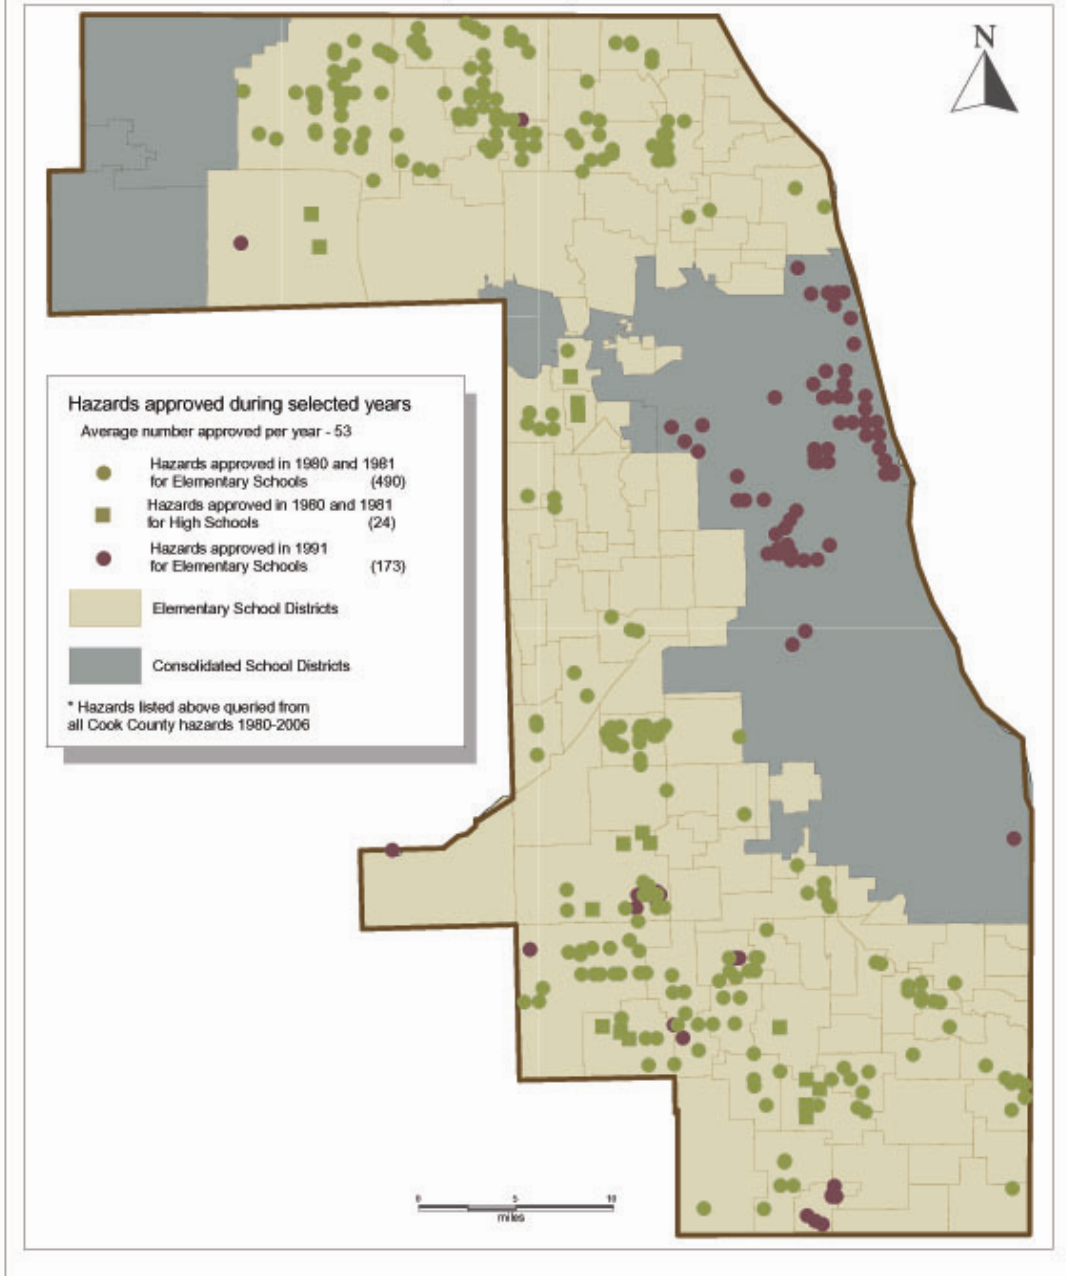 N
Hazards approved during selected years
Average number approved per year - 53
Hazards approved in 1980 and 1981
for Elementary Schools (490)
Hazards approved in 1980 and 1981
for High Schools (24)
Hazards approved in 1991
for Elementary Schools (173)
Elementary School Districts
Consolidated School Districts
* Hazards listed above queried from
all Cook County hazards 1980-2006
0 5 10
miles